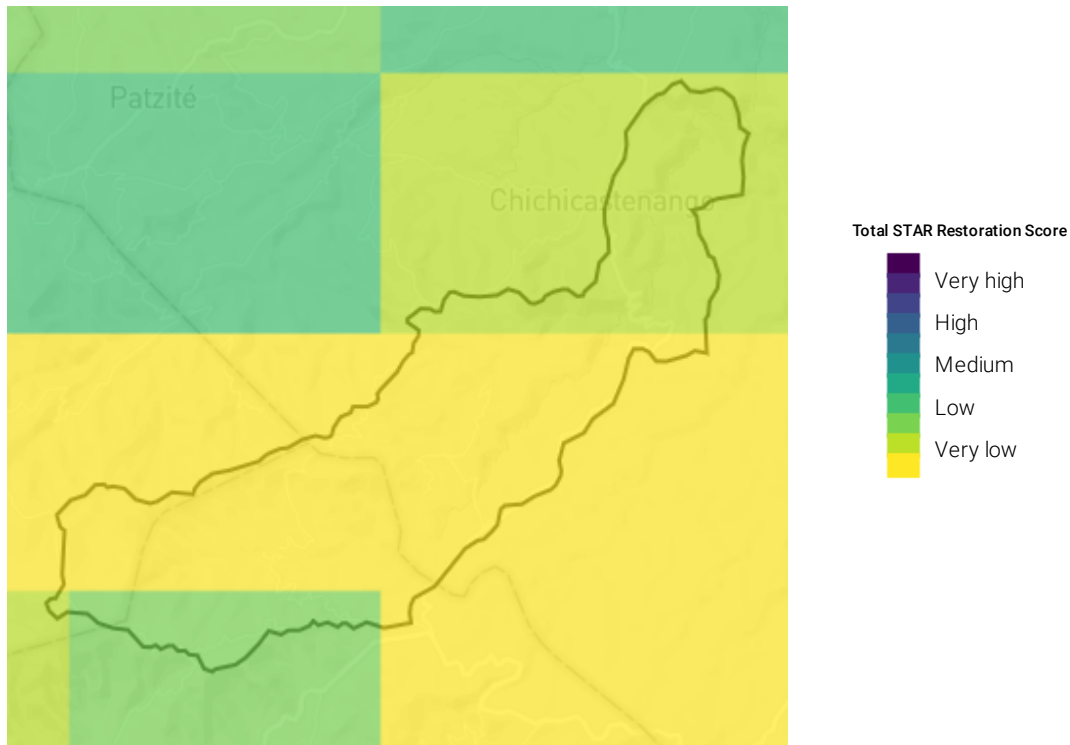 Patzité
Chichicastenango
Total STAR Restoration Score
Very high
High
Medium
Low
Very low